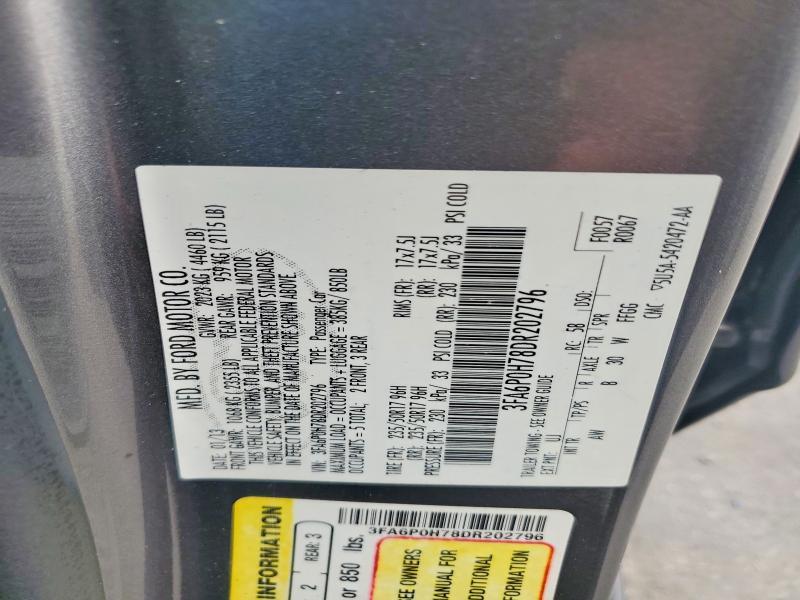 MFD. BY FORD MOTOR CO.
DATE: 01/13 GVWR: 2023 KG (4460 LB)
FRONT GAWR: 1068KG (2355 LB) REAR GAWR: 959KG (2115 LB)
THIS VEHICLE CONFORMS TO ALL APPLICABLE FEDERAL MOTOR
VEHICLE SAFETY, BUMPER, AND THEFT PREVENTION STANDARDS
IN EFFECT ON THE DATE OF MANUFACTURE SHOWN ABOVE
VIN: 3FA6P0H78DR202796 TYPE: Passenger Car
MAXIMUM LOAD = OCCUPANTS + LUGGAGE = 385KG/ 850LB
OCCUPANTS = 5 TOTAL: 2 FRONT, 3 REAR
TIRE (FR): 235/50R17 96H RIMS (FR): 17x7.5J
(RR): 235/50R17 96H (RR): 17x7.5J
PRESSURE (FR): 230 kPa/ 33 PSI COLD (RR): 230 kPa/ 33 PSI COLD
3FA6P0H78DR202796
TRAILER TOWING - SEE OWNER GUIDE
EXT PNT: UJ RC: 58 DSO: F0057
R0067
INT TR TP/PS R AXLE TR SPR
AW B 30 W FFGG
CMC 5U5A-5420472-AA
3FA6P0H78DR202796
INFORMATION
2 REAR: 3
or 850 lbs.
SEE OWNERS
MANUAL FOR
ADDITIONAL
INFORMATION